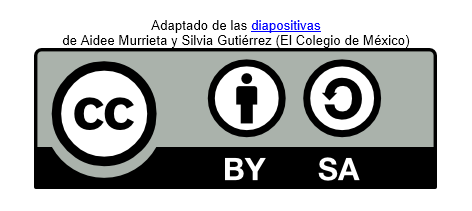 Adaptado de las diapositivas
de Aidee Murrieta y Silvia Gutiérrez (El Colegio de México)
cc
BY SA